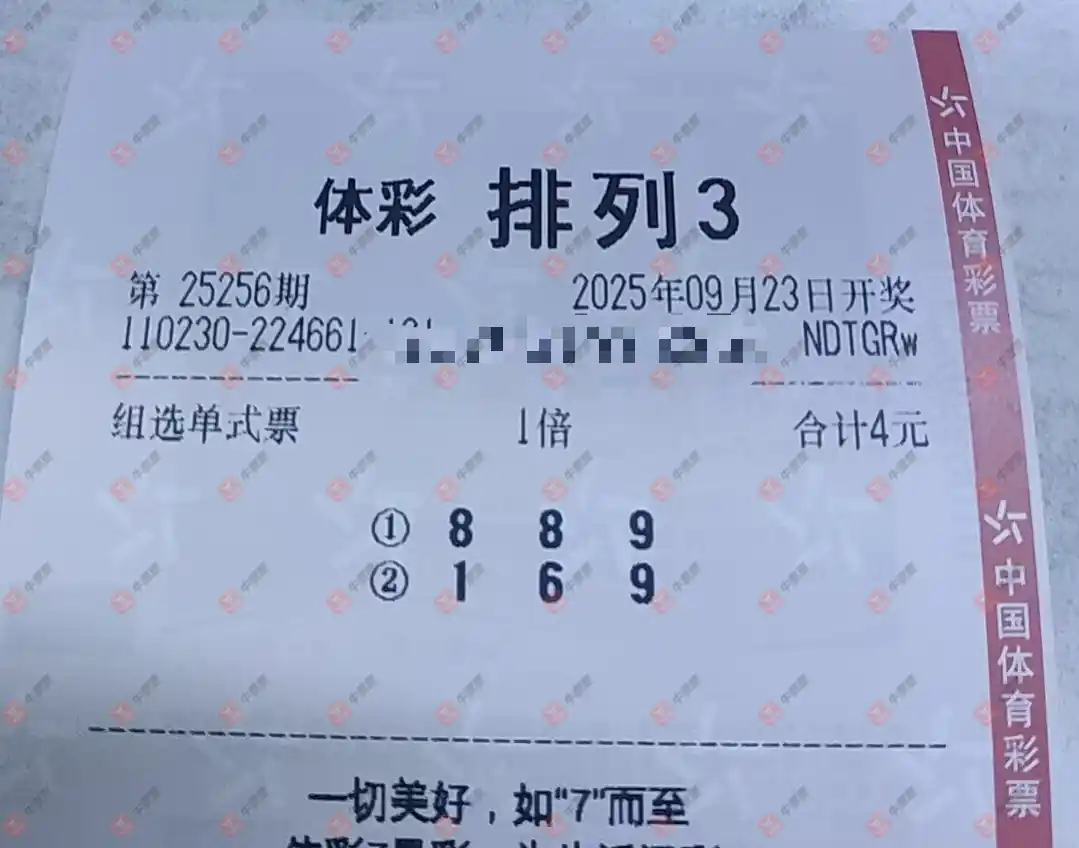 体彩 排列3
第 25256期 2025年09月23日开奖
110230-224661 NDTGRw
组选单式票 1倍 合计4元
① 8 8 9
② 1 6 9
一切美好，如“7”而至
中国体育彩票
中国体育彩票